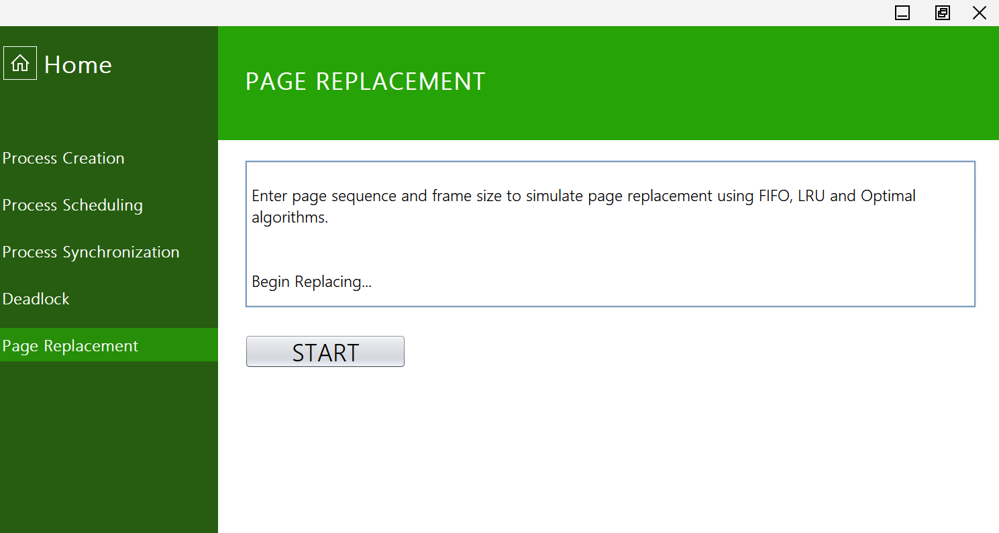 Home
PAGE REPLACEMENT
Process Creation
Process Scheduling
Process Synchronization
Deadlock
Page Replacement
Enter page sequence and frame size to simulate page replacement using FIFO, LRU and Optimal
algorithms.
Begin Replacing...
START